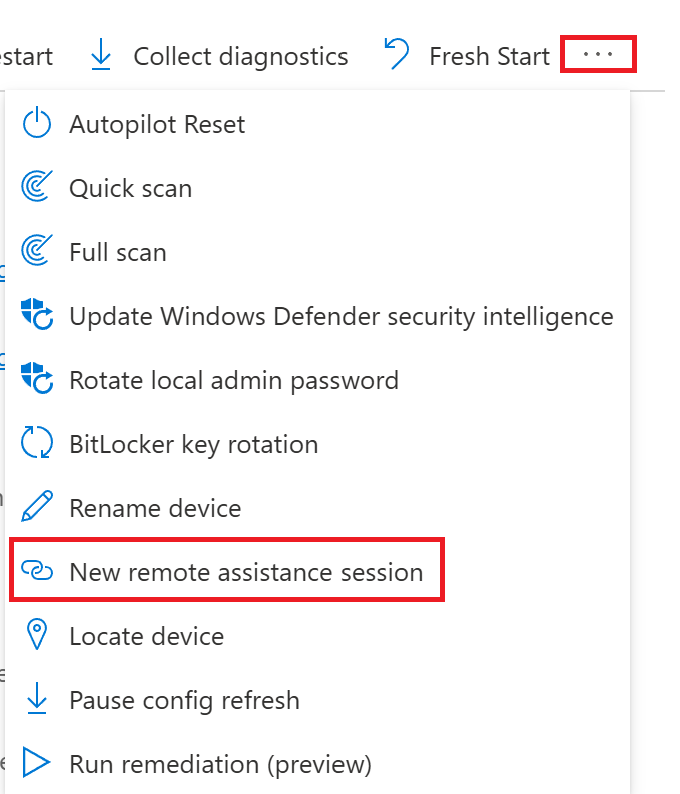 estart Collect diagnostics Fresh Start ...
Autopilot Reset
Quick scan
Full scan
Update Windows Defender security intelligence
Rotate local admin password
BitLocker key rotation
Rename device
New remote assistance session
Locate device
Pause config refresh
Run remediation (preview)